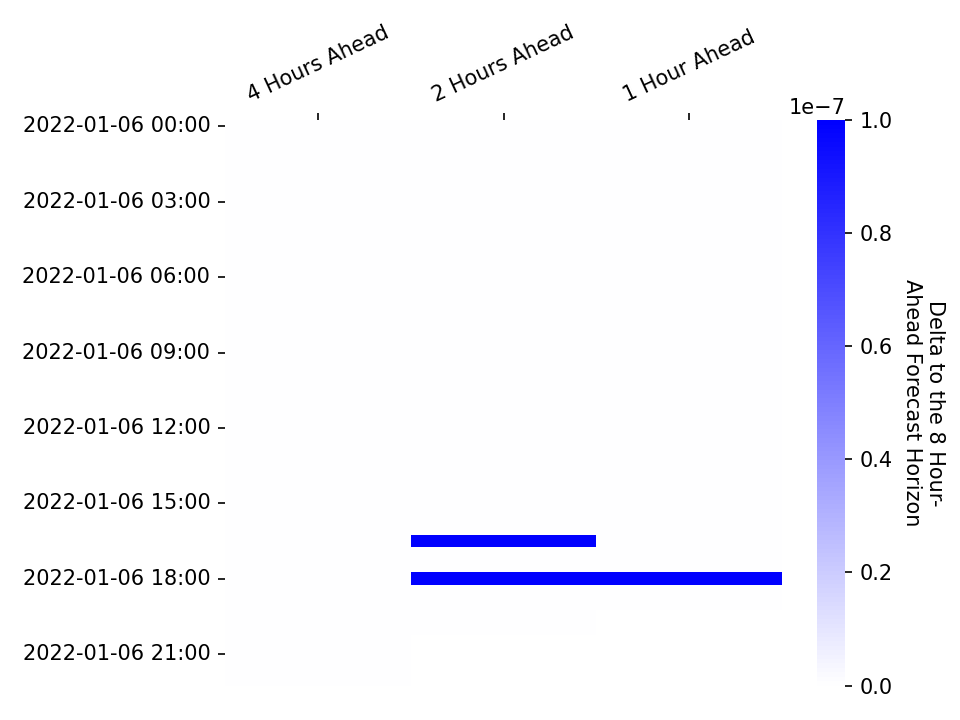 4 Hours Ahead
2 Hours Ahead
1 Hour Ahead
1e−7
2022-01-06 00:00
2022-01-06 03:00
2022-01-06 06:00
2022-01-06 09:00
2022-01-06 12:00
2022-01-06 15:00
2022-01-06 18:00
2022-01-06 21:00
1.0
0.8
0.6
0.4
0.2
0.0
Delta to the 8 Hour-
Ahead Forecast Horizon